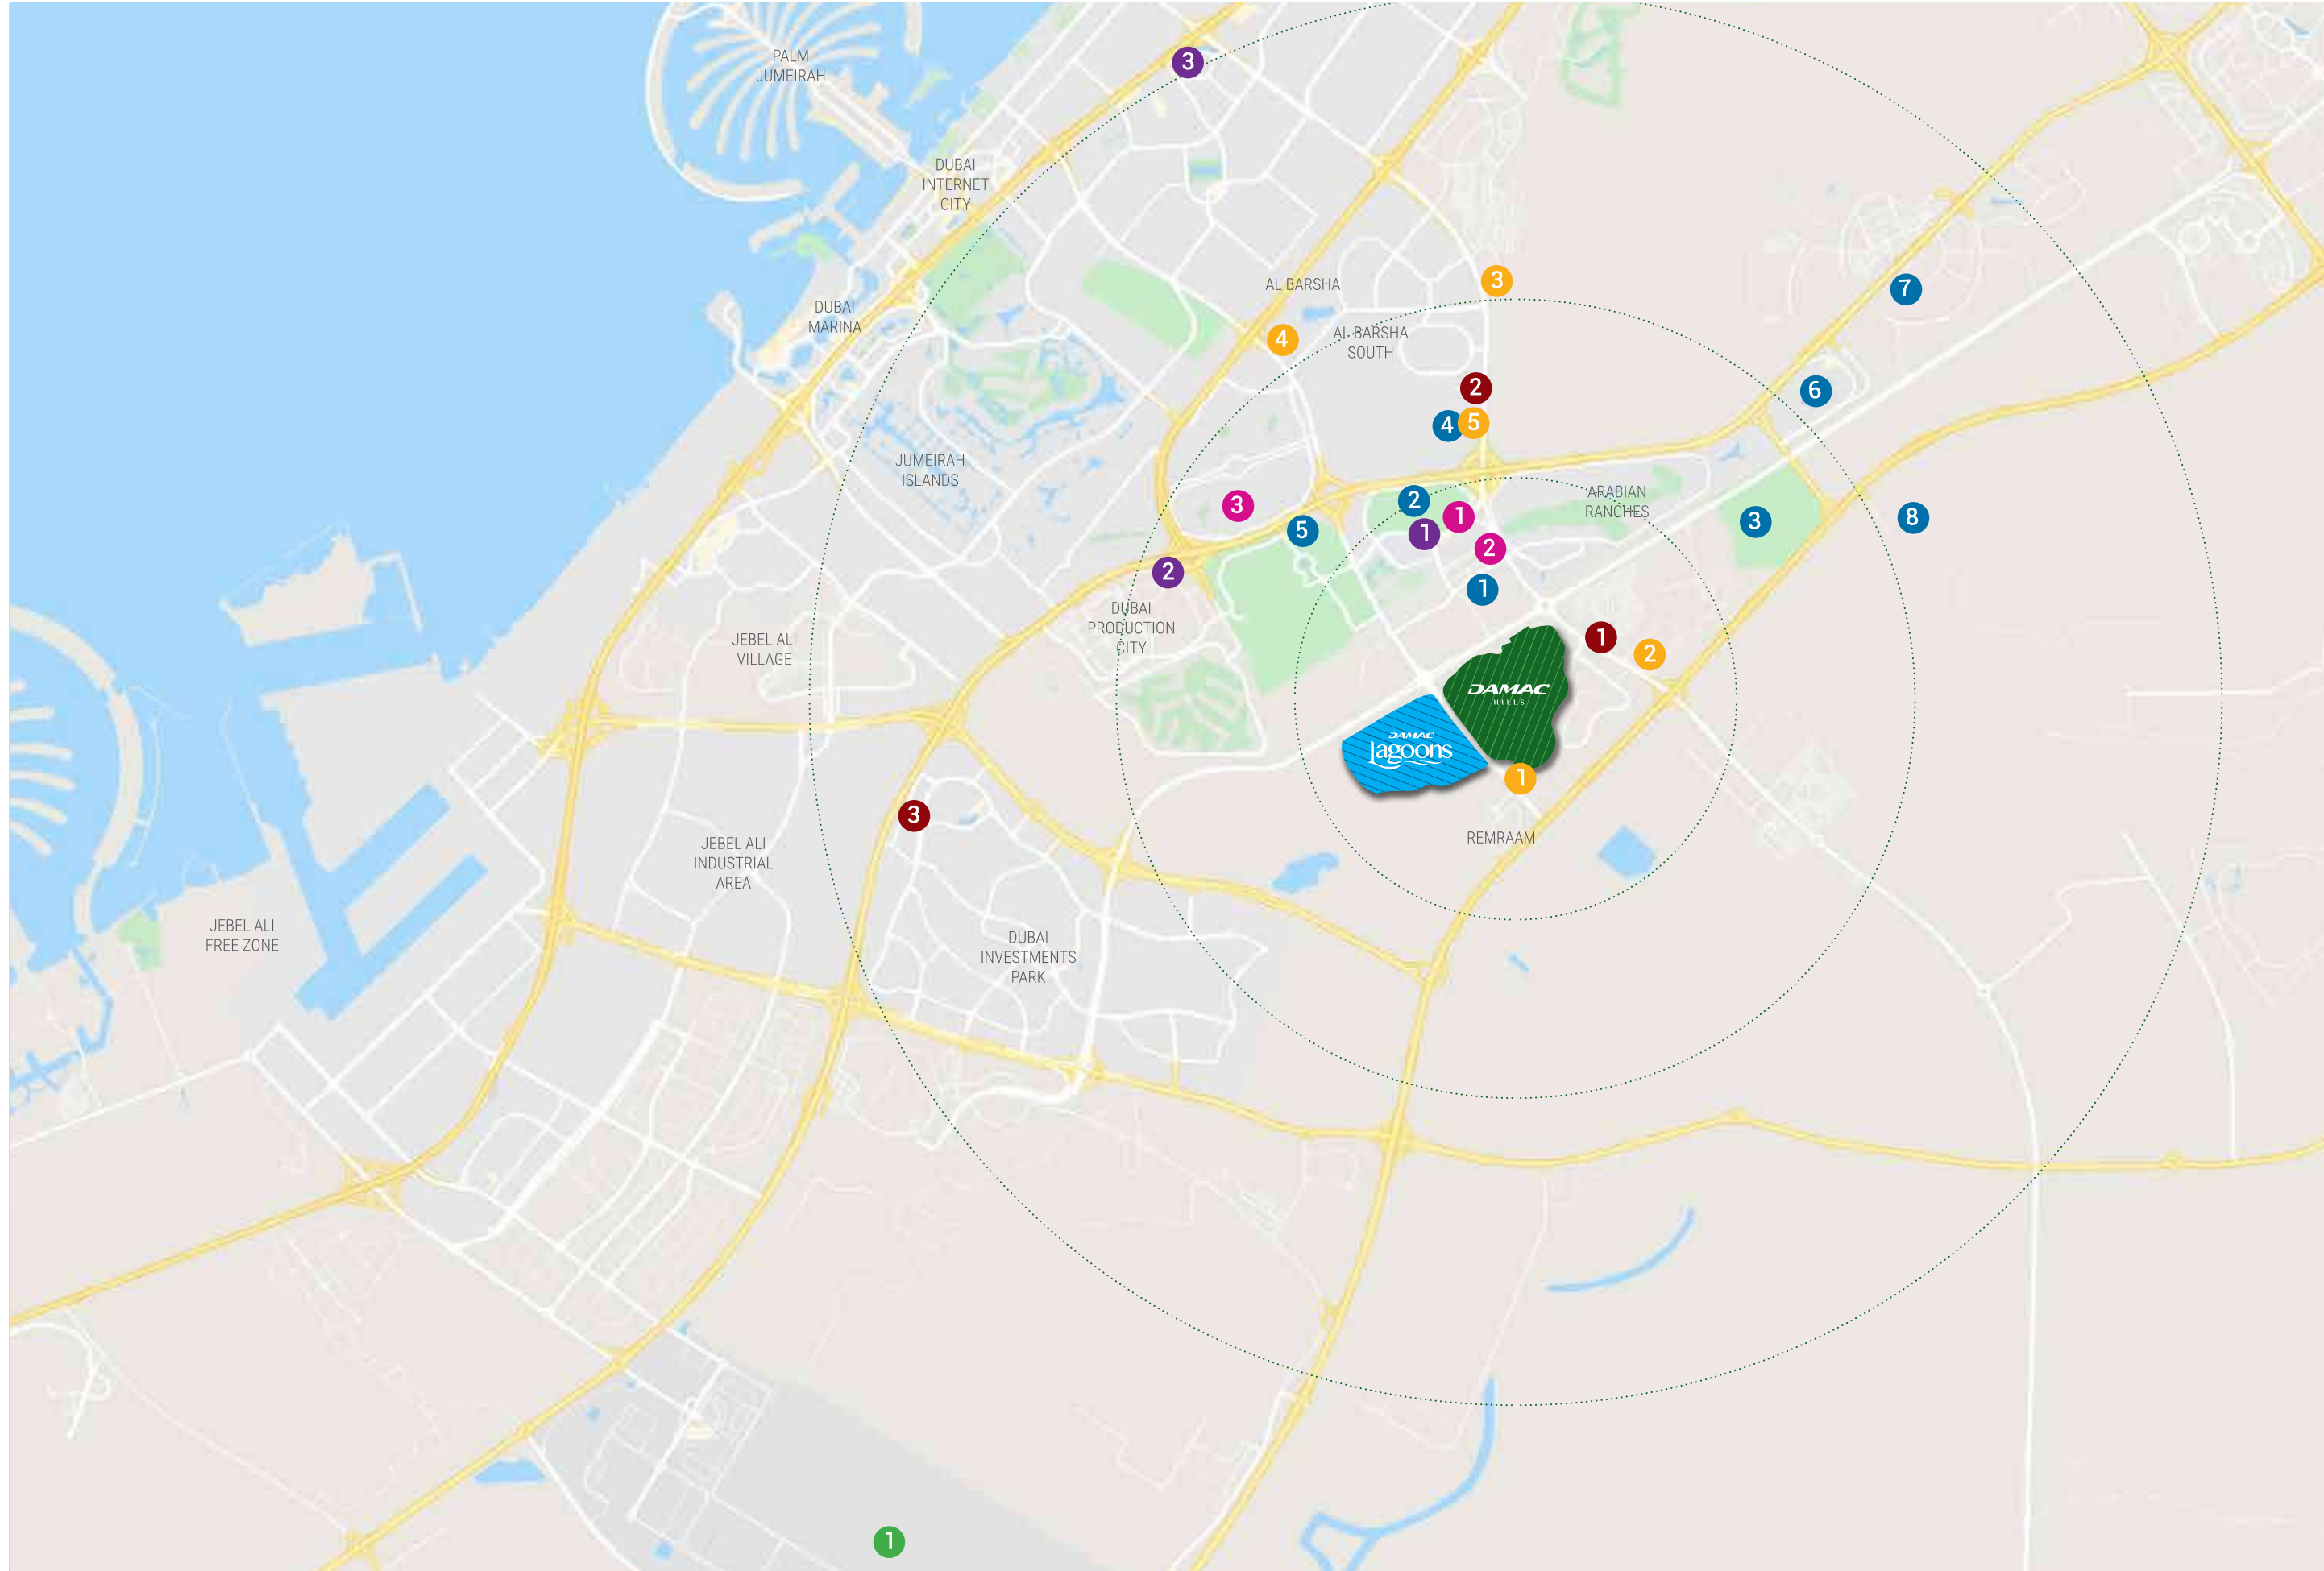 3
PALM
JUMEIRAH
DUBAI
INTERNET
CITY
3
AL BARSHA
7
DUBAI
MARINA
4
AL BARSHA
SOUTH
2
6
4
5
JUMEIRAH
ISLANDS
3
2
1
ARABIAN
RANCHES
5
1
3
8
2
2
1
DUBAI
PRODUCTION
CITY
JEBEL ALI
VILLAGE
1
2
DAMAC
HILLS
DAMAC
lagoons
1
3
REMRAAM
JEBEL ALI
INDUSTRIAL
AREA
JEBEL ALI
FREE ZONE
DUBAI
INVESTMENTS
PARK
1